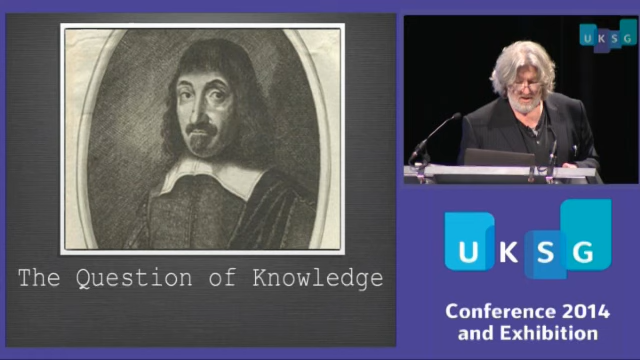 The Question of Knowledge
UKSG
UKSG
Conference 2014
and Exhibition